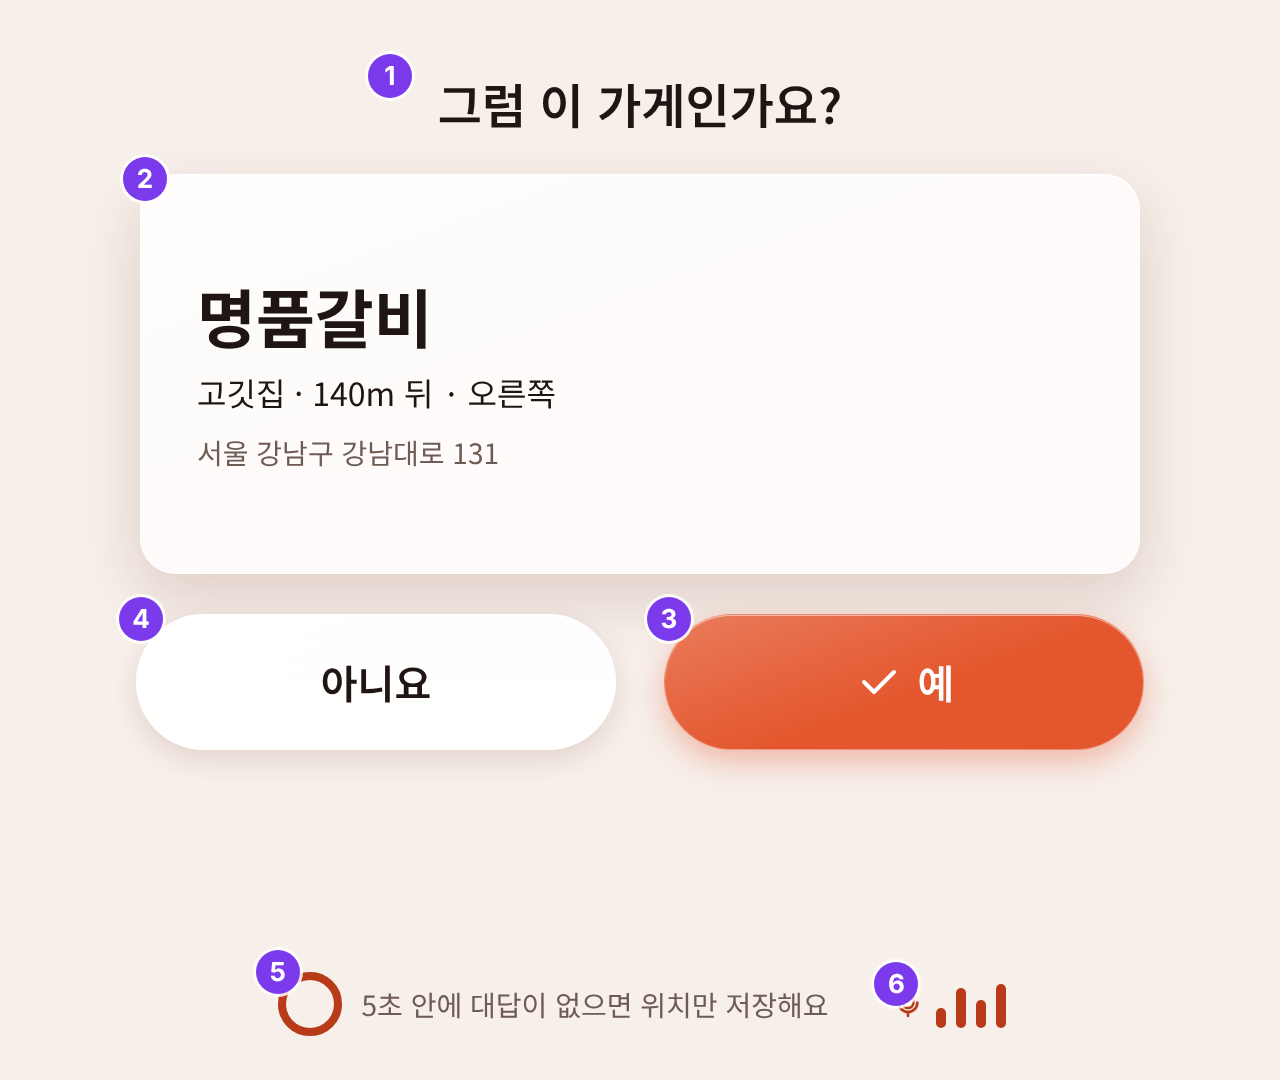 1
그럼 이 가게인가요?
2
명품갈비
고깃집 · 140m 뒤 · 오른쪽
서울 강남구 강남대로 131
4
아니요
3
예
5
5초 안에 대답이 없으면 위치만 저장해요
6